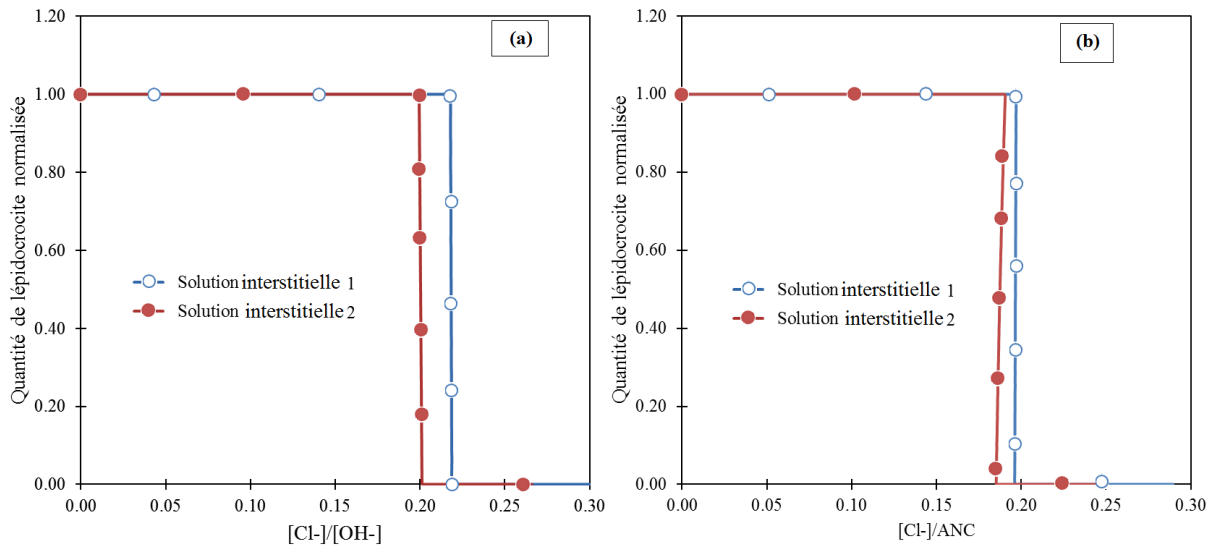 (a)
Quantité de lépidocrocite normalisée
1.20
1.00
0.80
0.60
0.40
0.20
0.00
Solution interstitielle 1
Solution interstitielle 2
0.00 0.05 0.10 0.15 0.20 0.25 0.30
[Cl-]/[OH-]
(b)
Quantité de lépidocrocite normalisée
1.20
1.00
0.80
0.60
0.40
0.20
0.00
Solution interstitielle 1
Solution interstitielle 2
0.00 0.05 0.10 0.15 0.20 0.25 0.30
[Cl-]/ANC